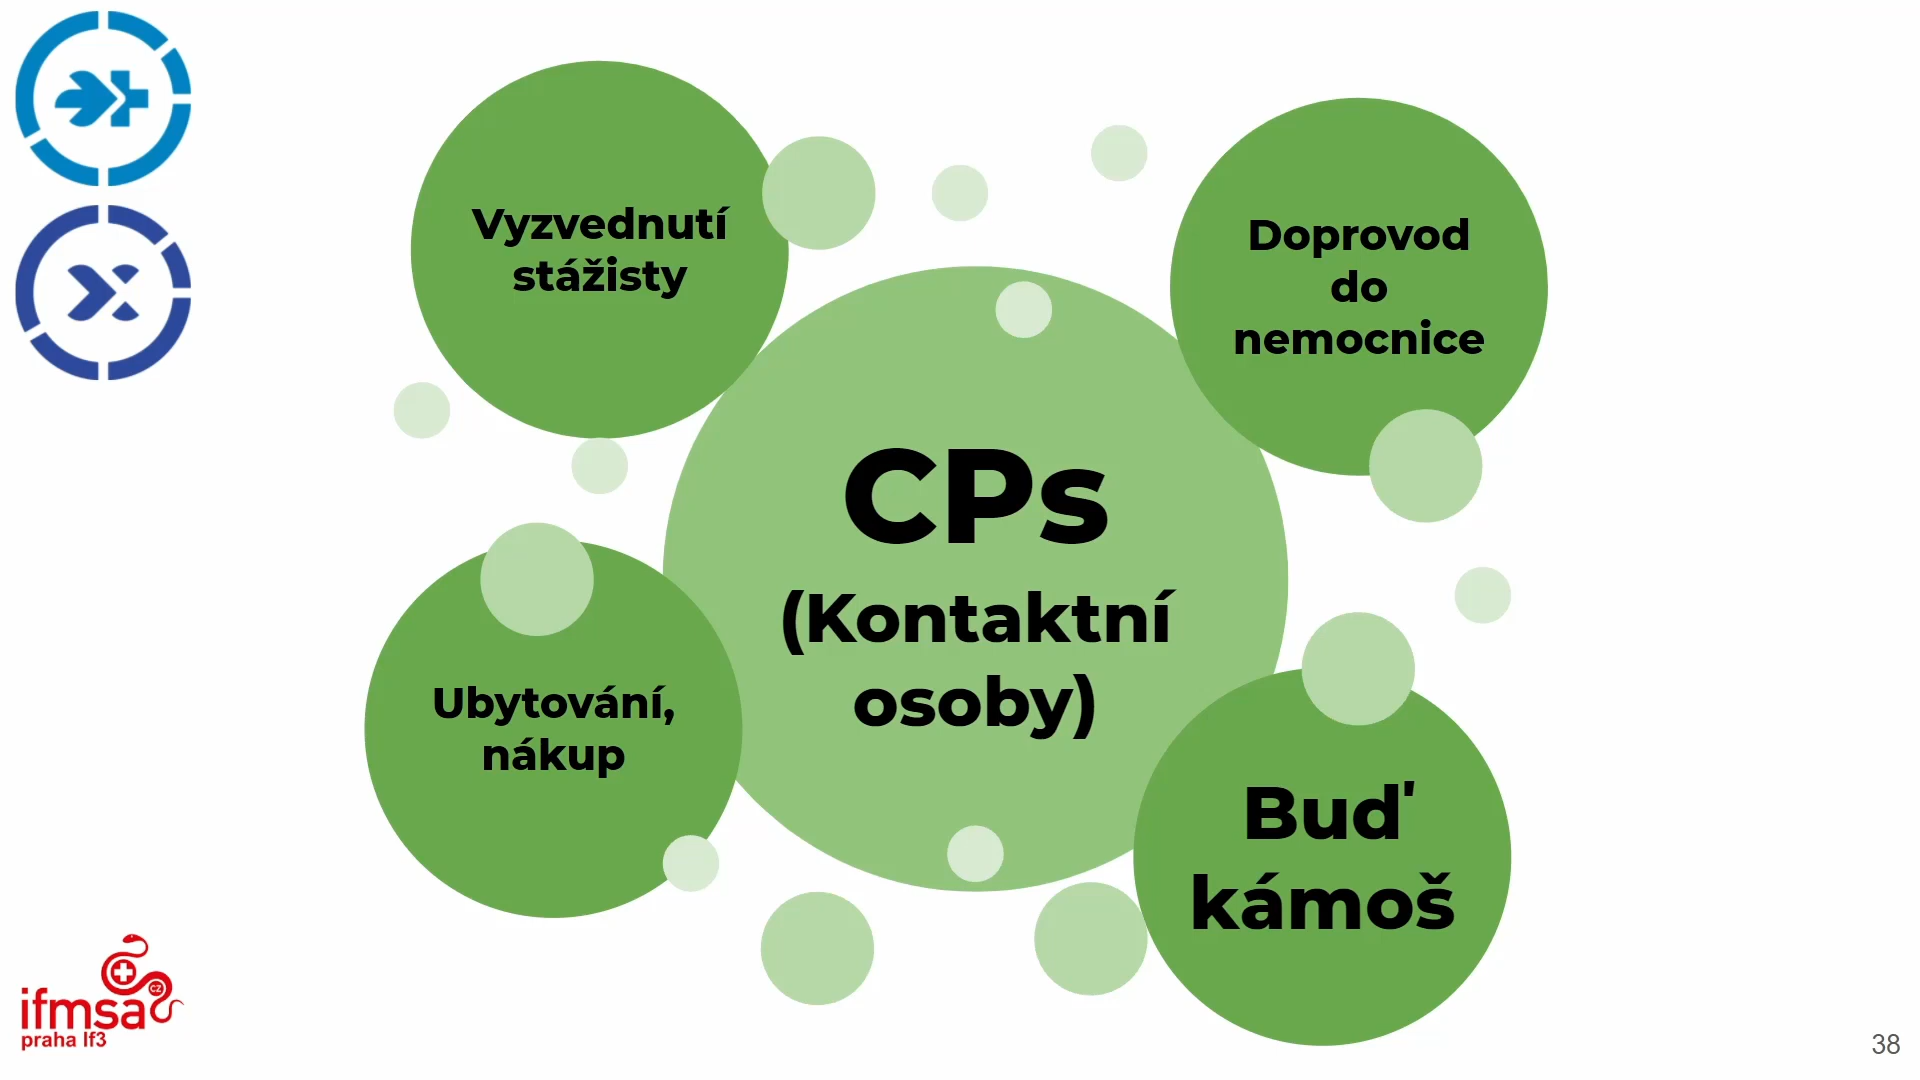 Vyzvednutí
stážisty
Doprovod
do
nemocnice
CPs
(Kontaktní
osoby)
Ubytování,
nákup
Buď
kámoš
CZ
ifmsa
praha lf3
38